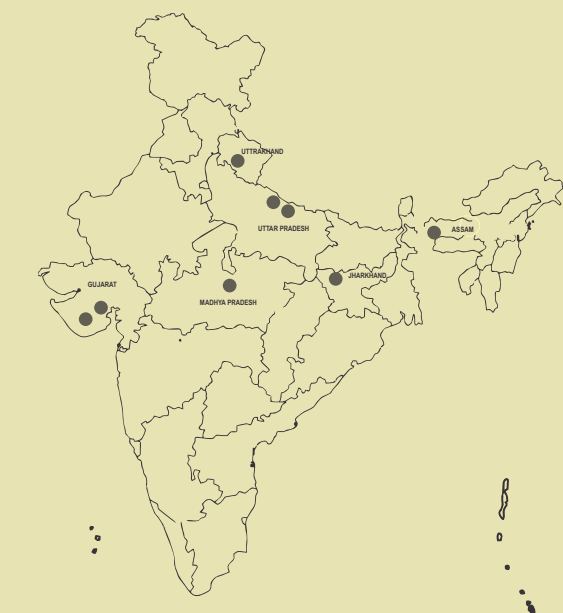 UTTRAKHAND
UTTAR PRADESH
ASSAM
JHARKHAND
GUJARAT
MADHYA PRADESH